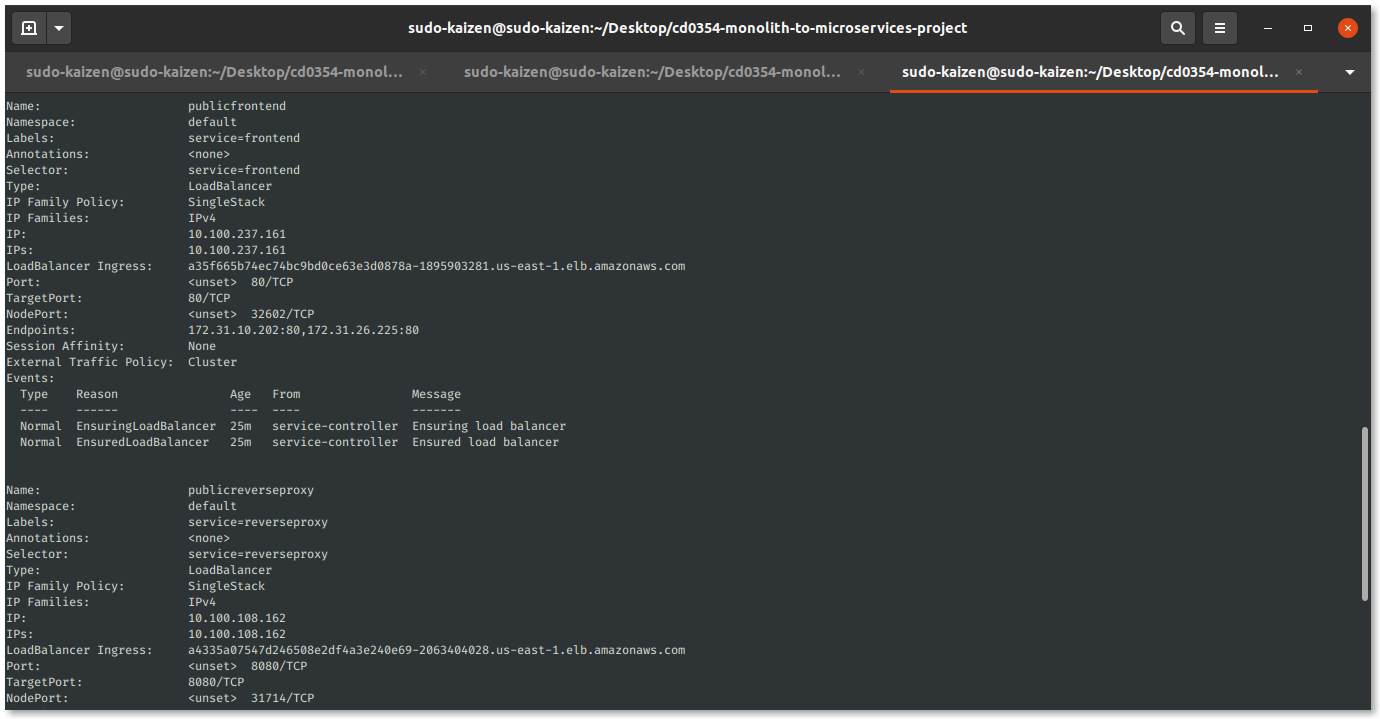 sudo-kaizen@sudo-kaizen:~/Desktop/cd0354-monolith-to-microservices-project
sudo-kaizen@sudo-kaizen:~/Desktop/cd0354-monol... × sudo-kaizen@sudo-kaizen:~/Desktop/cd0354-monol... × sudo-kaizen@sudo-kaizen:~/Desktop/cd0354-monol... ×
Name:                     publicfrontend
Namespace:                default
Labels:                   service=frontend
Annotations:              <none>
Selector:                 service=frontend
Type:                     LoadBalancer
IP Family Policy:         SingleStack
IP Families:              IPv4
IP:                       10.100.237.161
IPs:                      10.100.237.161
LoadBalancer Ingress:     a35f665b74ec74bc9bd0ce63e3d0878a-1895903281.us-east-1.elb.amazonaws.com
Port:                     <unset>  80/TCP
TargetPort:               80/TCP
NodePort:                 <unset>  32602/TCP
Endpoints:                172.31.10.202:80,172.31.26.225:80
Session Affinity:         None
External Traffic Policy:  Cluster
Events:
  Type    Reason                Age   From                Message
  ----    ------                ----  ----                -------
  Normal  EnsuringLoadBalancer  25m   service-controller  Ensuring load balancer
  Normal  EnsuredLoadBalancer   25m   service-controller  Ensured load balancer
Name:                     publicreverseproxy
Namespace:                default
Labels:                   service=reverseproxy
Annotations:              <none>
Selector:                 service=reverseproxy
Type:                     LoadBalancer
IP Family Policy:         SingleStack
IP Families:              IPv4
IP:                       10.100.108.162
IPs:                      10.100.108.162
LoadBalancer Ingress:     a4335a07547d246508e2df4a3e240e69-2063404028.us-east-1.elb.amazonaws.com
Port:                     <unset>  8080/TCP
TargetPort:               8080/TCP
NodePort:                 <unset>  31714/TCP